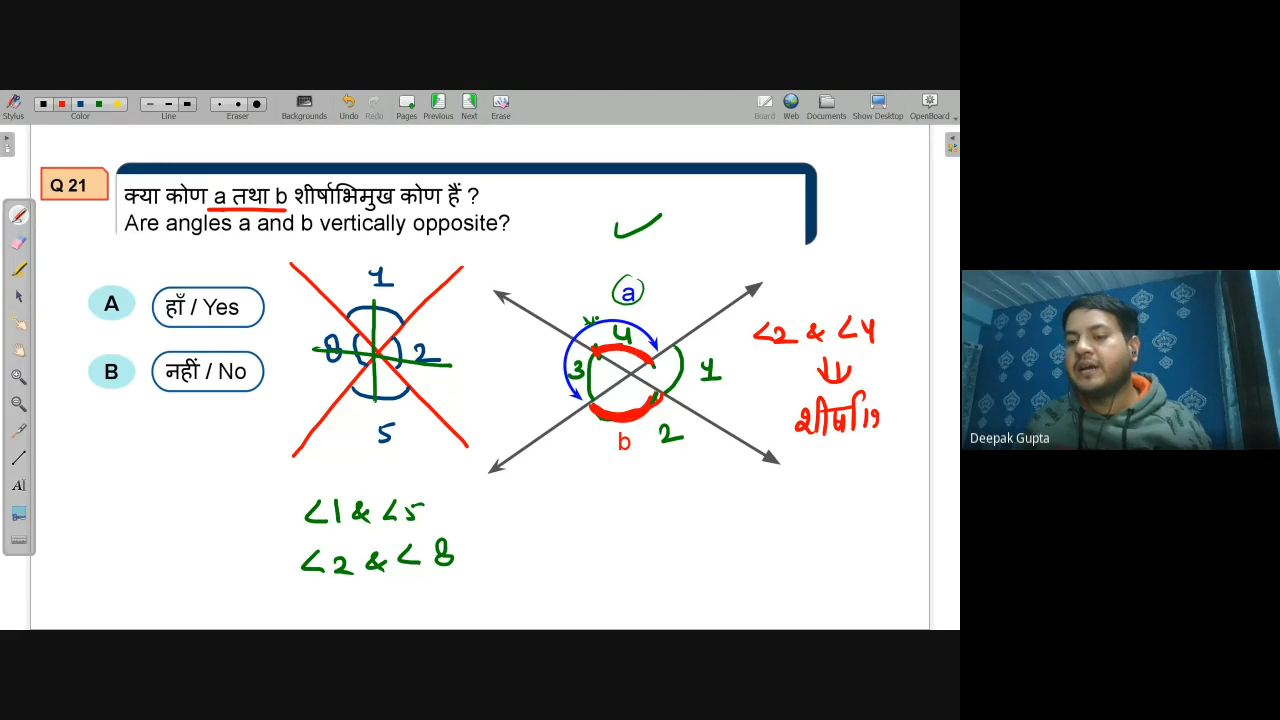 Stylus
Color
Line
Eraser
Backgrounds
Undo
Redo
Pages
Previous
Next
Erase
Board
Web
Documents
Show Desktop
OpenBoard
Q 21
क्या कोण a तथा b शीर्षाभिमुख कोण हैं ?
Are angles a and b vertically opposite?
A
हाँ / Yes
B
नहीं / No
1
8
2
5
a
4
3
1
b
2
∠2 & ∠4
∠1 & ∠5
∠2 & ∠8
Deepak Gupta